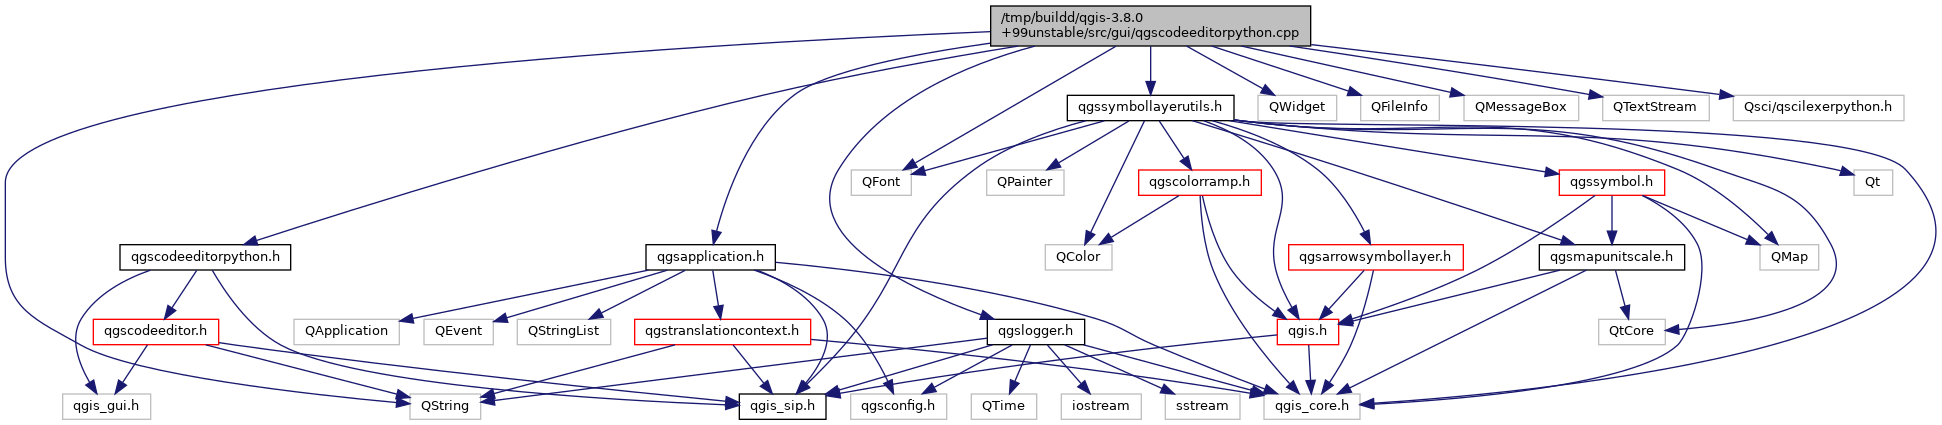 /tmp/buildd/qgis-3.8.0
+99unstable/src/gui/qgscodeeditorpython.cpp
qgssymbollayerutils.h
QWidget
QFileInfo
QMessageBox
QTextStream
Qsci/qscilexerpython.h
QFont
QPainter
qgscolorramp.h
qgssymbol.h
Qt
qgscodeeditorpython.h
qgsapplication.h
QColor
qgsarrowsymbollayer.h
qgsmapunitscale.h
QMap
qgscodeeditor.h
QApplication
QEvent
QStringList
qgstranslationcontext.h
qgslogger.h
qgis.h
QtCore
qgis_gui.h
QString
qgis_sip.h
qgsconfig.h
QTime
iostream
sstream
qgis_core.h